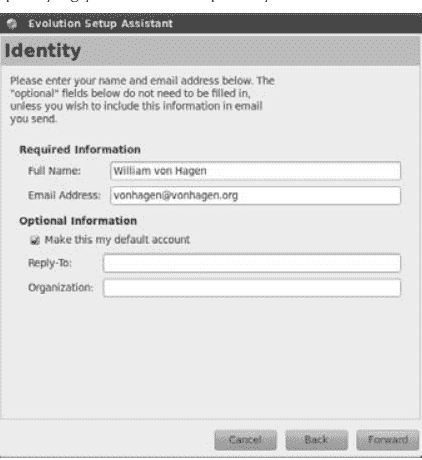 Evolution Setup Assistant
Identity
Please enter your name and email address below. The
"optional" fields below do not need to be filled in,
unless you wish to include this information in email
you send.
Required Information
Full Name: William von Hagen
Email Address: vonhagen@vonhagen.org
Optional Information
Make this my default account
Reply-To:
Organization:
Cancel Back Forward